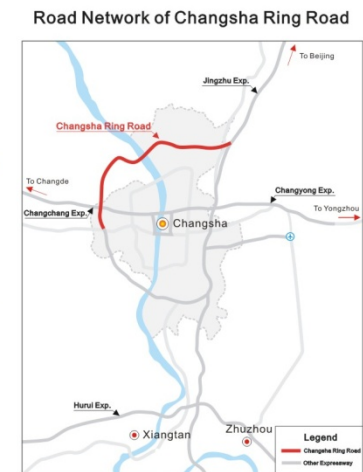 Road Network of Changsha Ring Road
To Beijing
Jingzhu Exp.
Changsha Ring Road
To Changde
Changyong Exp.
Changchang Exp.
To Yongzhou
Changsha
Hurui Exp.
Xiangtan
Zhuzhou
Legend
Changsha Ring Road
Other Expressway